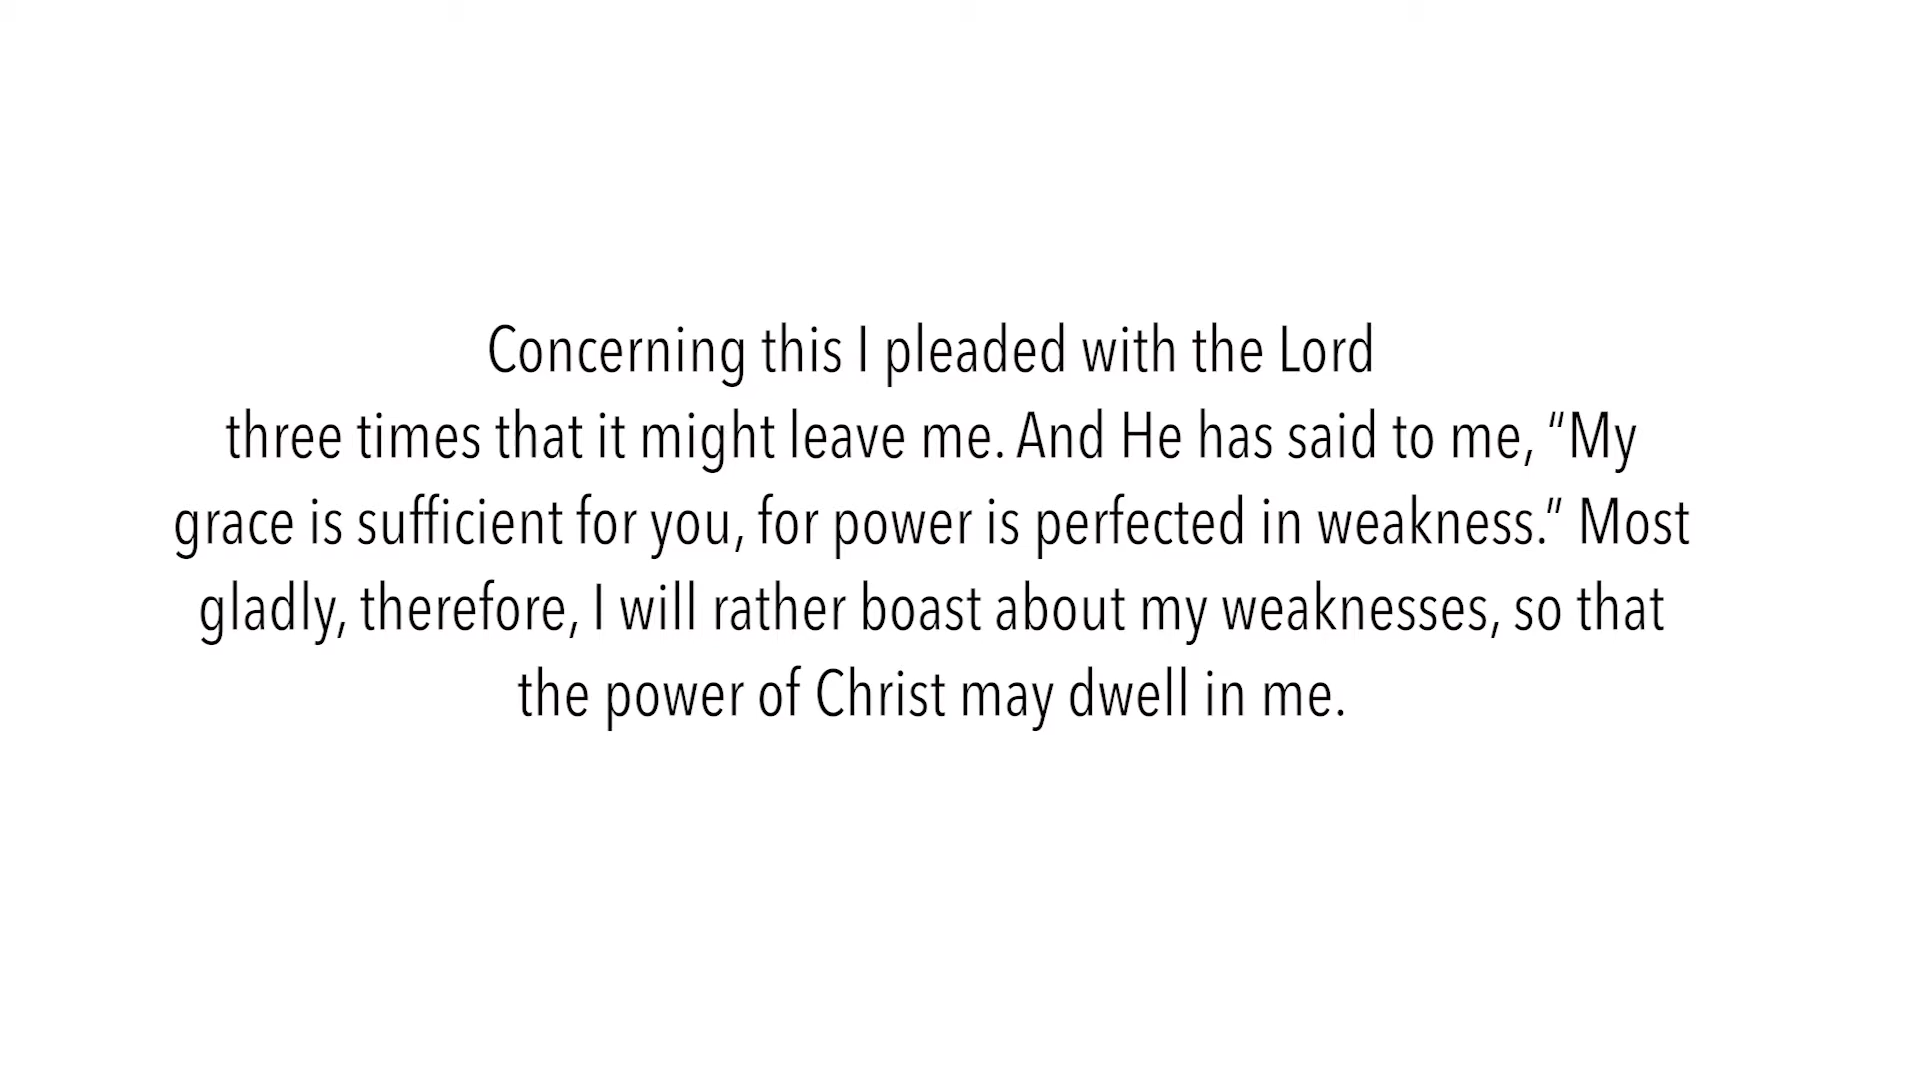 Concerning this I pleaded with the Lord
three times that it might leave me. And He has said to me, “My
grace is sufficient for you, for power is perfected in weakness.” Most
gladly, therefore, I will rather boast about my weaknesses, so that
the power of Christ may dwell in me.